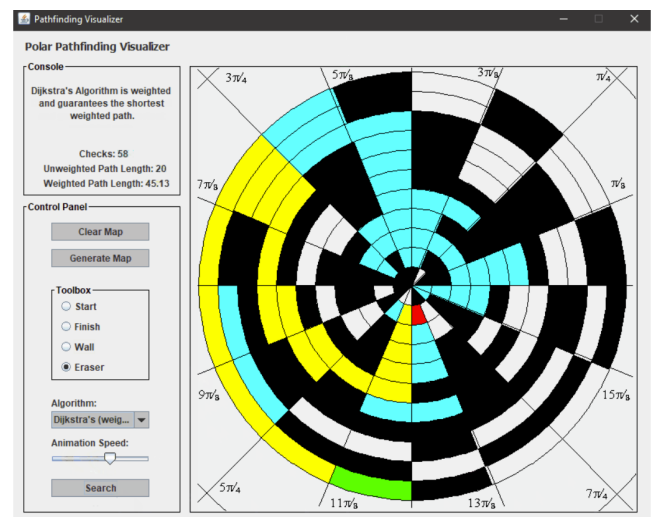 Pathfinding Visualizer
Polar Pathfinding Visualizer
Console
Dijkstra's Algorithm is weighted
and guarantees the shortest
weighted path.
Checks: 58
Unweighted Path Length: 20
Weighted Path Length: 45.13
Control Panel
Clear Map
Generate Map
Toolbox
Start
Finish
Wall
Eraser
Algorithm:
Dijkstra's (weig...
Animation Speed:
Search
3π/4
5π/8
3π/8
π/4
7π/8
π/8
9π/8
15π/8
5π/4
11π/8
13π/8
7π/4